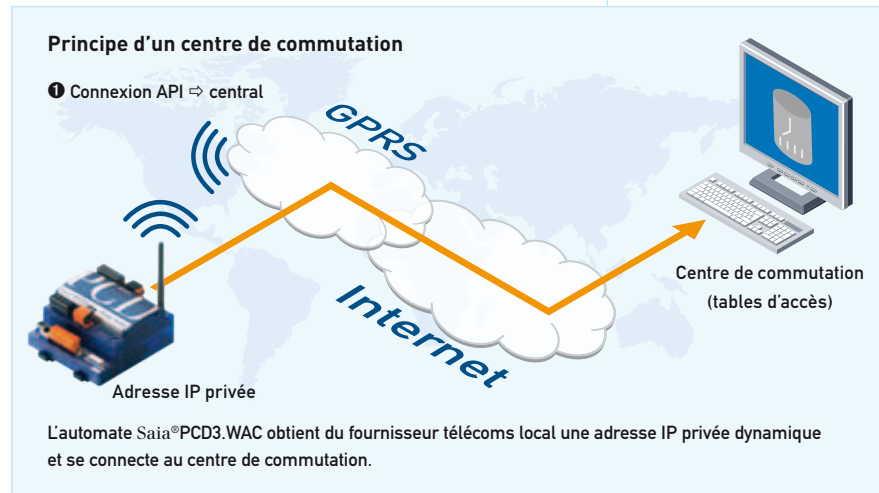 Principe d'un centre de commutation
❶ Connexion API ⇨ central
GPRS
Internet
PCD
Centre de commutation
(tables d'accès)
Adresse IP privée
L'automate Saia®PCD3.WAC obtient du fournisseur télécoms local une adresse IP privée dynamique
et se connecte au centre de commutation.